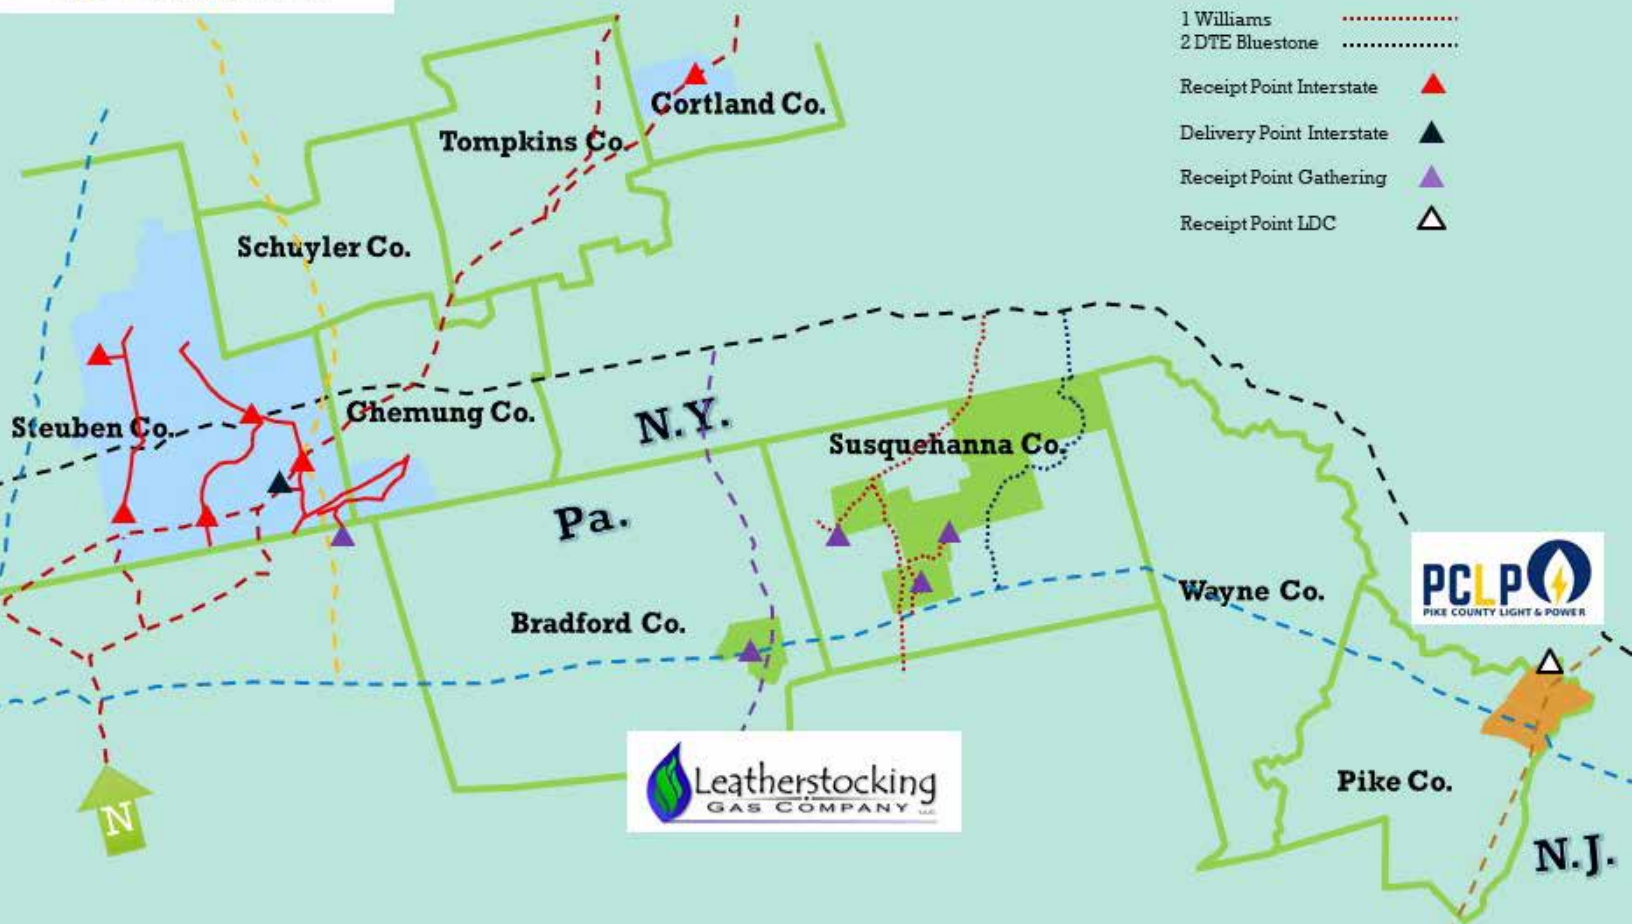 1 Williams
2 DTE Bluestone
Receipt Point Interstate
Delivery Point Interstate
Receipt Point Gathering
Receipt Point LDC
Cortland Co.
Tompkins Co.
Schuyler Co.
Steuben Co.
Chemung Co.
N.Y.
Susquehanna Co.
Pa.
Bradford Co.
Wayne Co.
PCLP
PIKE COUNTY LIGHT & POWER
Leatherstocking
GAS COMPANY
Pike Co.
N
N.J.